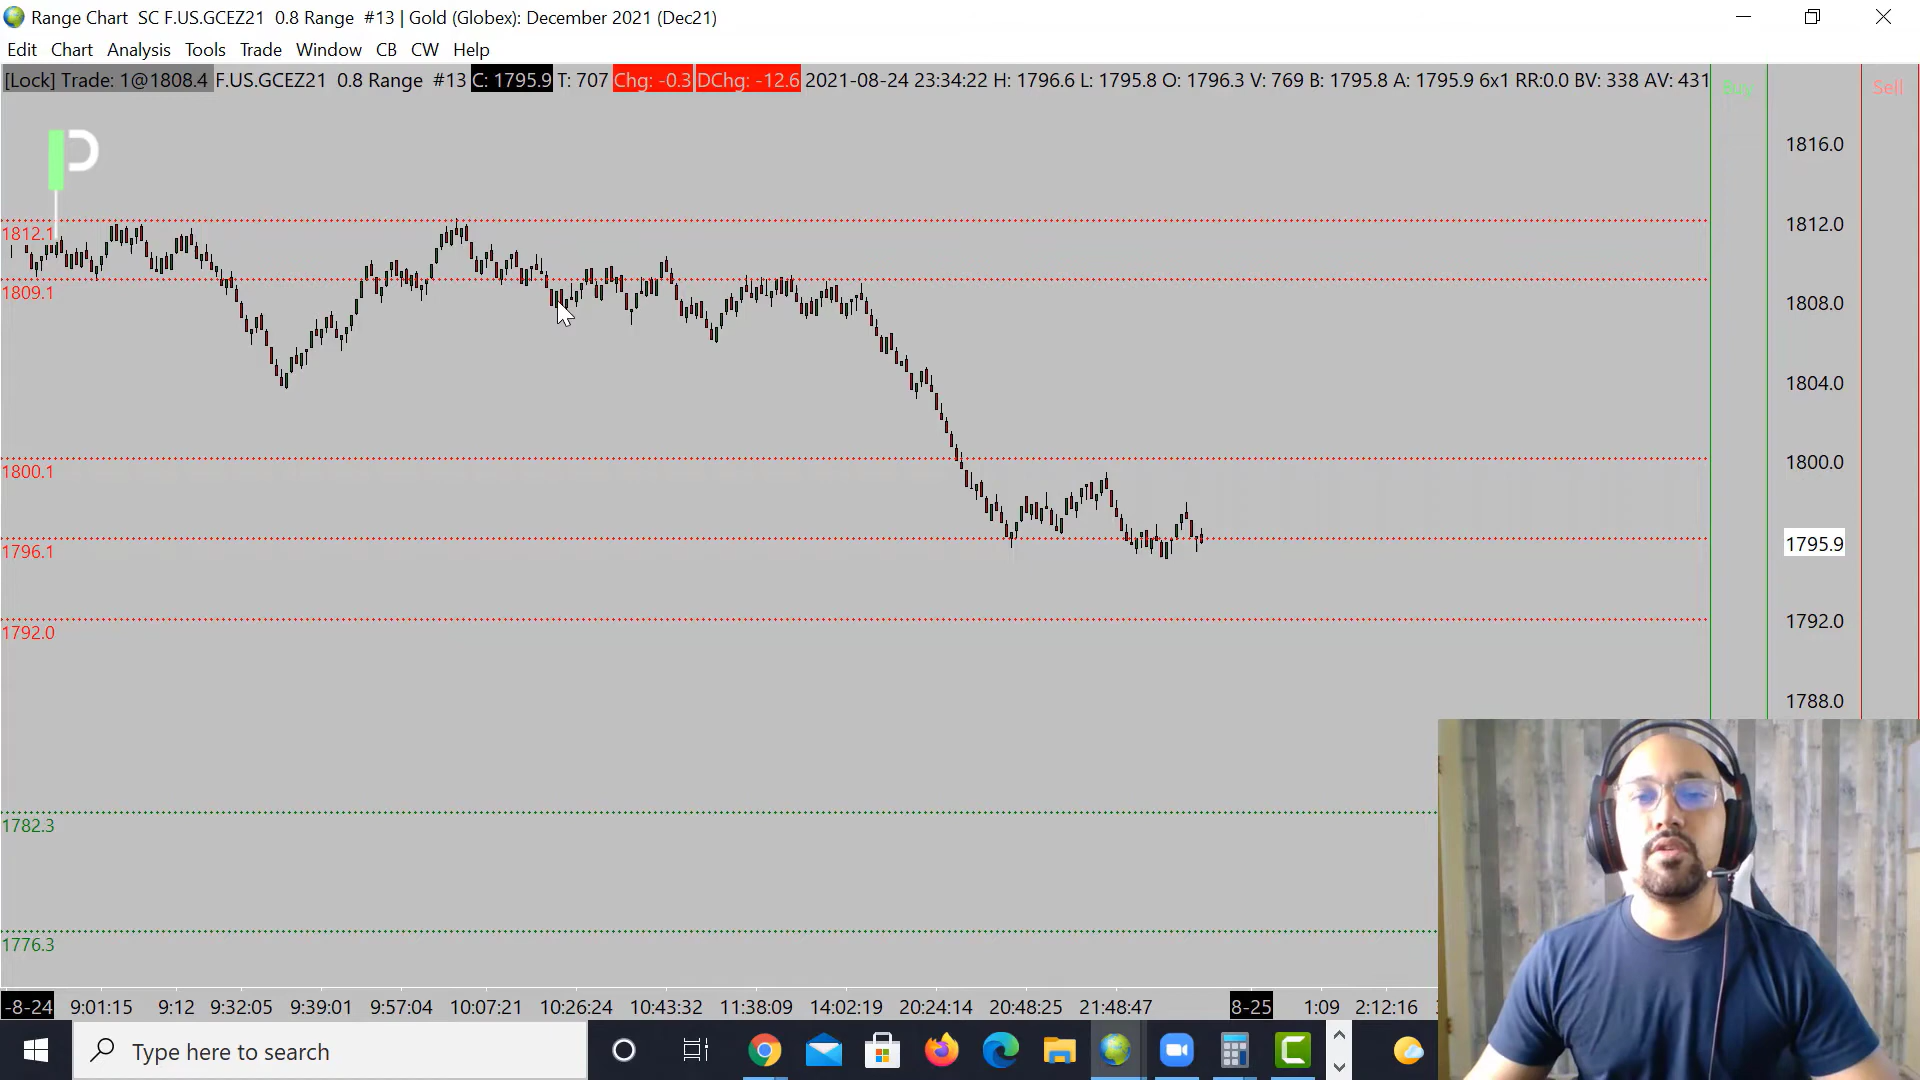 Range Chart SC F.US.GCEZ21 0.8 Range #13 | Gold (Globex): December 2021 (Dec21)
Edit Chart Analysis Tools Trade Window CB CW Help
[Lock] Trade: 1@1808.4 F.US.GCEZ21 0.8 Range #13 C: 1795.9 T: 707 Chg: -0.3 DChg: -12.6 2021-08-24 23:34:22 H: 1796.6 L: 1795.8 O: 1796.3 V: 769 B: 1795.8 A: 1795.9 6x1 RR:0.0 BV: 338 AV: 431 Buy Sell
1816.0
1812.1 1812.0
1809.1 1808.0
1804.0
1800.1 1800.0
1796.1 1795.9
1792.0 1792.0
1788.0
1782.3
1776.3
-8-24 9:01:15 9:12 9:32:05 9:39:01 9:57:04 10:07:21 10:26:24 10:43:32 11:38:09 14:02:19 20:24:14 20:48:25 21:48:47 8-25 1:09 2:12:16
Type here to search